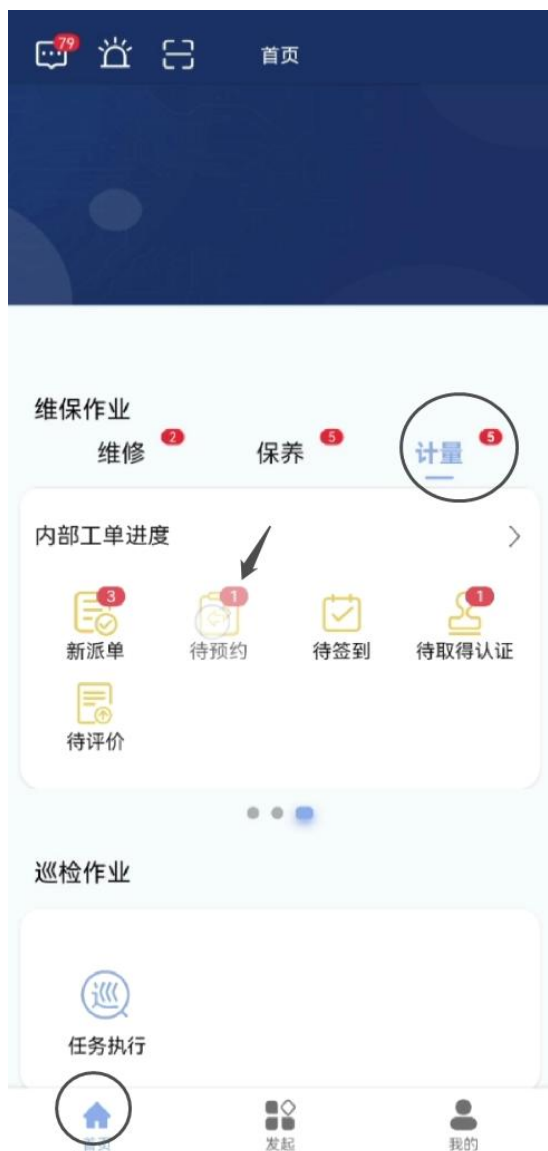 79 首页
维保作业
维修 2 保养 5 计量 5
内部工单进度
3 1 1
新派单 待预约 待签到 待取得认证
待评价
巡检作业
巡
任务执行
首页 发起 我的